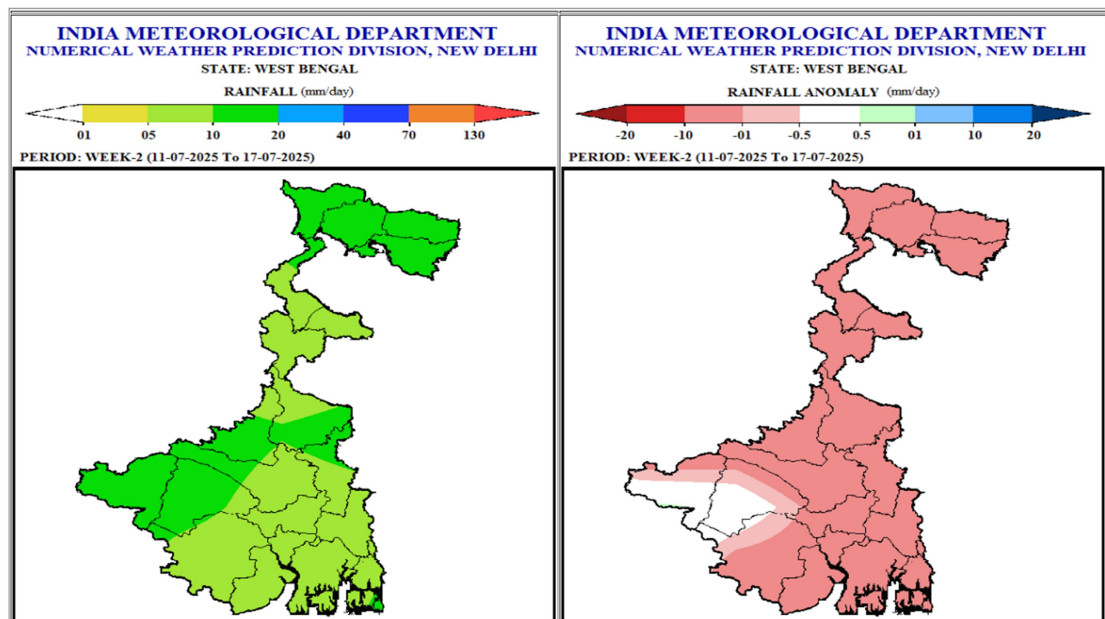 INDIA METEOROLOGICAL DEPARTMENT
NUMERICAL WEATHER PREDICTION DIVISION, NEW DELHI
STATE: WEST BENGAL
RAINFALL (mm/day)
01 05 10 20 40 70 130
PERIOD: WEEK-2 (11-07-2025 To 17-07-2025)
INDIA METEOROLOGICAL DEPARTMENT
NUMERICAL WEATHER PREDICTION DIVISION, NEW DELHI
STATE: WEST BENGAL
RAINFALL ANOMALY (mm/day)
-20 -10 -01 -0.5 0.5 01 10 20
PERIOD: WEEK-2 (11-07-2025 To 17-07-2025)